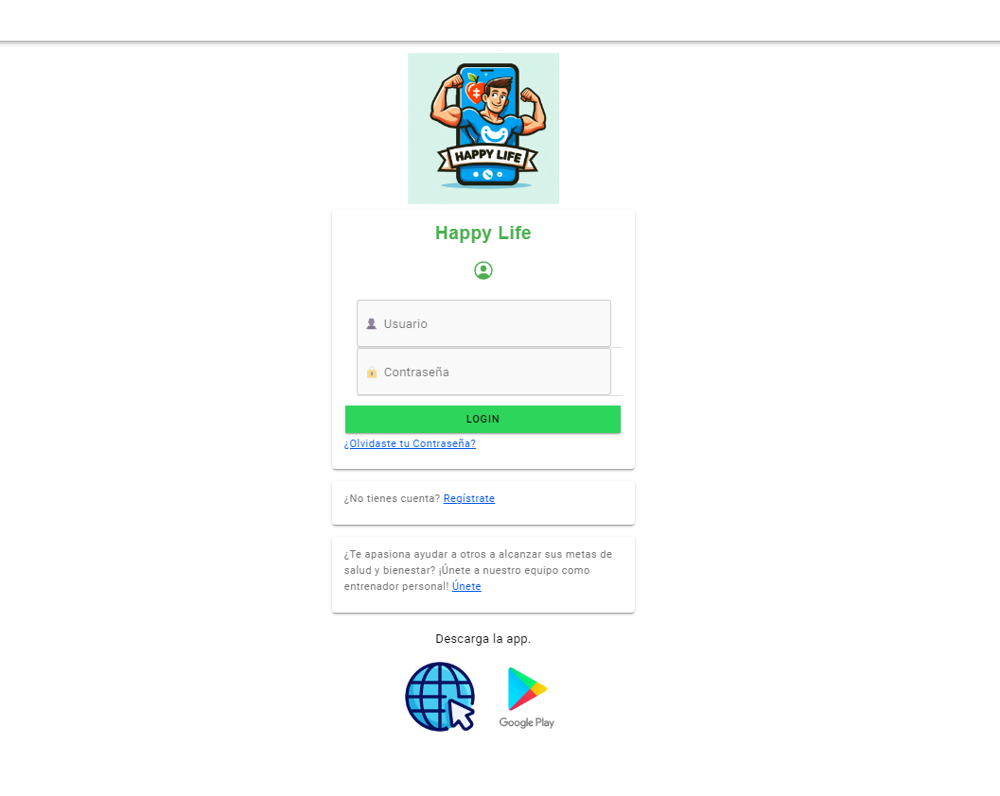 HAPPY LIFE
Happy Life
Usuario
Contraseña
LOGIN
¿Olvidaste tu Contraseña?
¿No tienes cuenta? Regístrate
¿Te apasiona ayudar a otros a alcanzar sus metas de
salud y bienestar? ¡Únete a nuestro equipo como
entrenador personal! Únete
Descarga la app.
Google Play